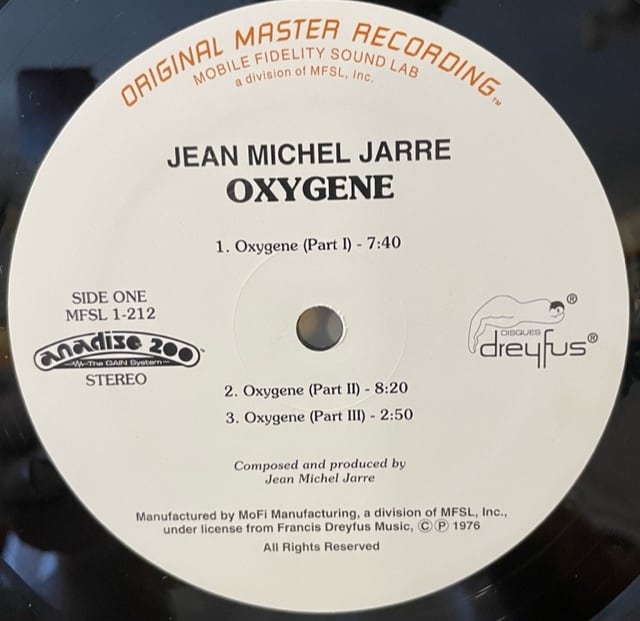 ORIGINAL MASTER RECORDING™
MOBILE FIDELITY SOUND LAB
a division of MFSL, Inc.
JEAN MICHEL JARRE
OXYGENE
1. Oxygene (Part I) - 7:40
SIDE ONE
MFSL 1-212
anadisq 200™
The GAIN System™
STEREO
®
DISQUES
dreyfus®
2. Oxygene (Part II) - 8:20
3. Oxygene (Part III) - 2:50
Composed and produced by
Jean Michel Jarre
Manufactured by MoFi Manufacturing, a division of MFSL, Inc.,
under license from Francis Dreyfus Music, Ⓒ Ⓟ 1976
All Rights Reserved